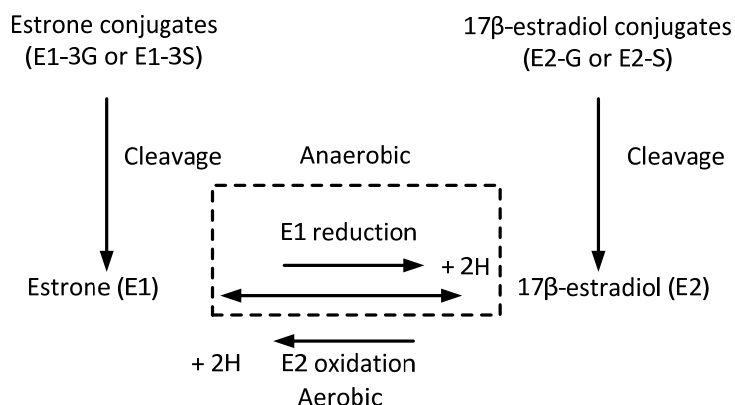 Estrone conjugates
(E1-3G or E1-3S)
17β-estradiol conjugates
(E2-G or E2-S)
Cleavage
Anaerobic
Cleavage
E1 reduction
+ 2H
Estrone (E1)
17β-estradiol (E2)
+ 2H
E2 oxidation
Aerobic